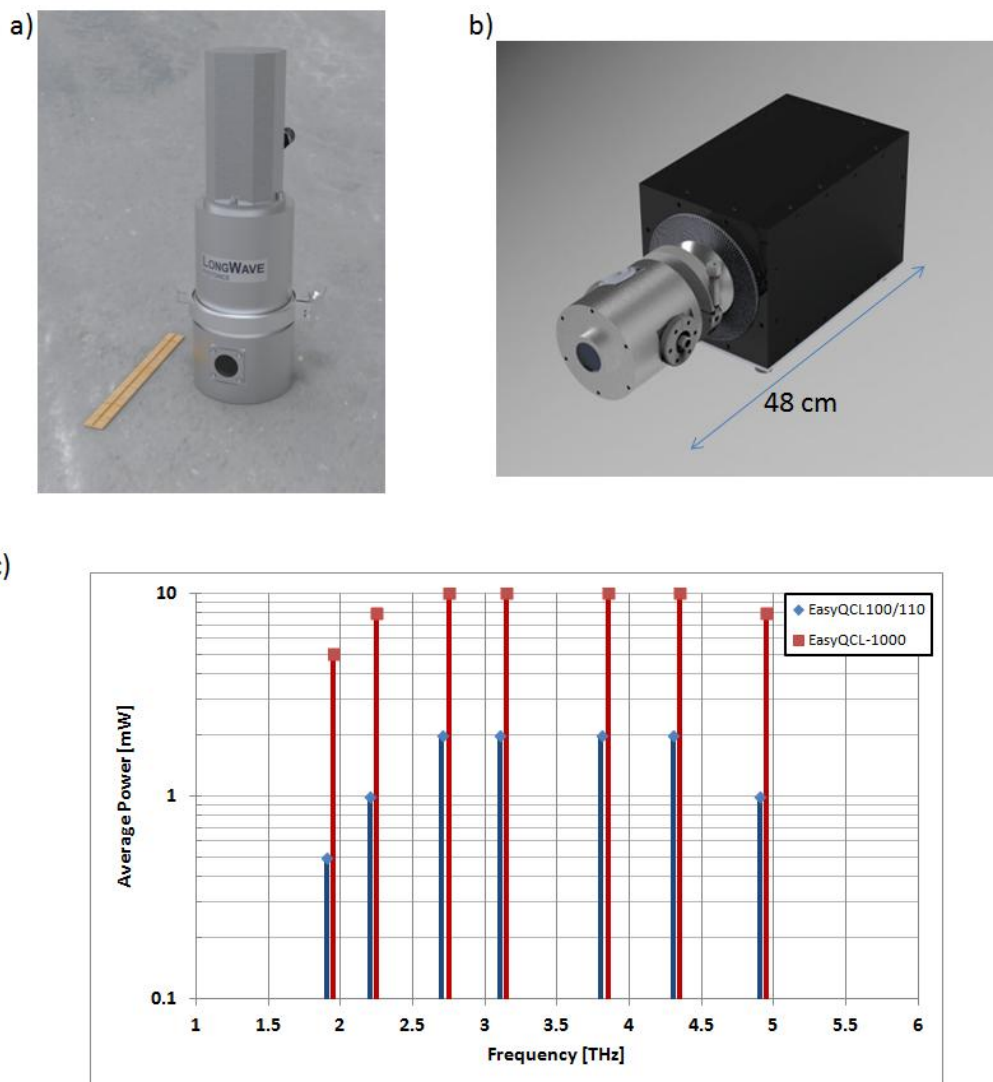 a)
LONGWAVE
b)
48 cm
c)
10
1
0.1
Average Power [mW]
EasyQCL100/110
EasyQCL-1000
1 1.5 2 2.5 3 3.5 4 4.5 5 5.5 6
Frequency [THz]